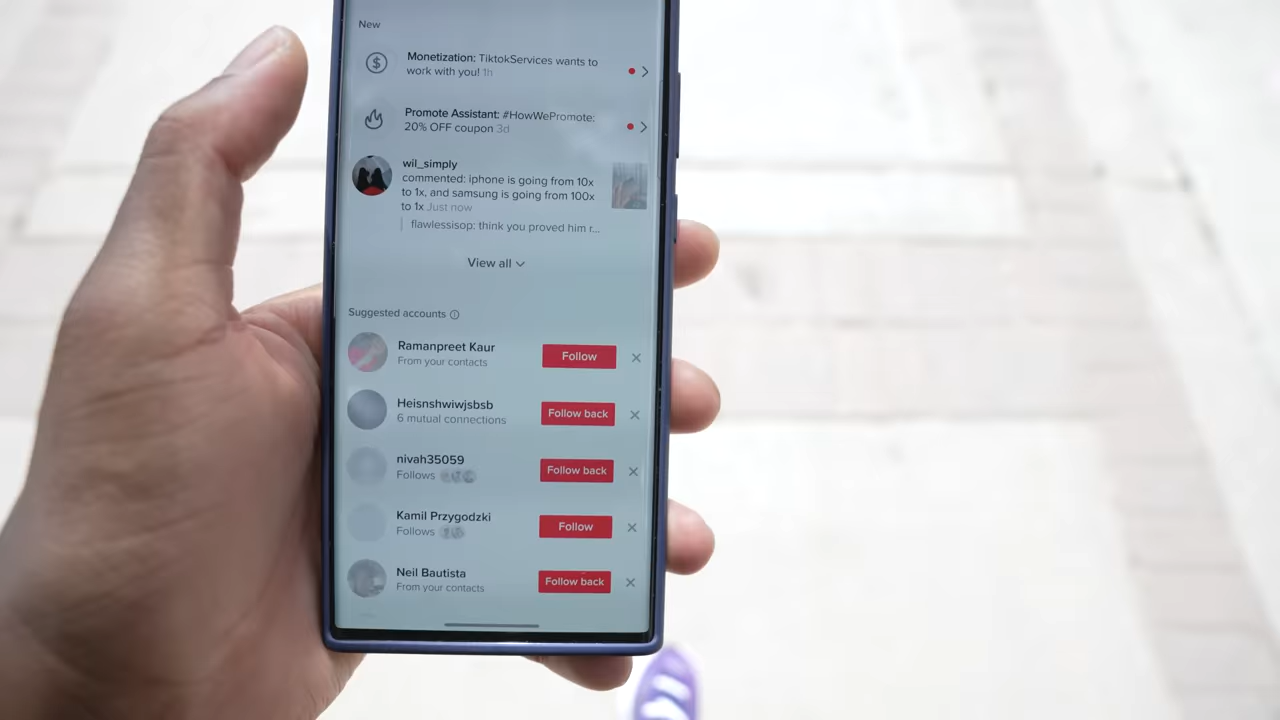 New
Monetization: TiktokServices wants to
work with you! 1h
Promote Assistant: #HowWePromote:
20% OFF coupon 3d
wil_simply
commented: iphone is going from 10x
to 1x, and samsung is going from 100x
to 1x Just now
flawlessisop: think you proved him r...
View all
Suggested accounts
Ramanpreet Kaur
From your contacts
Follow
Heisnshwiwjsbsb
6 mutual connections
Follow back
nivah35059
Follows
Follow back
Kamil Przygodzki
Follows
Follow
Neil Bautista
From your contacts
Follow back